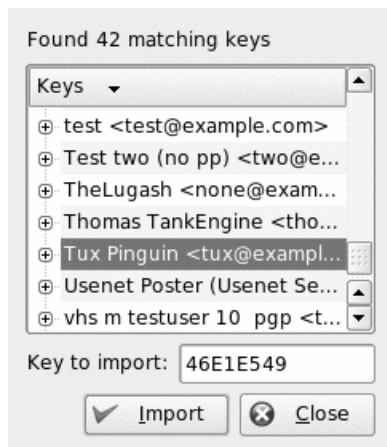 Found 42 matching keys
Keys
test <test@example.com>
Test two (no pp) <two@e...
TheLugash <none@exam...
Thomas TankEngine <tho...
Tux Pinguin <tux@exampl...
Usenet Poster (Usenet Se...
vhs m testuser 10 pgp <t...
Key to import: 46E1E549
Import Close